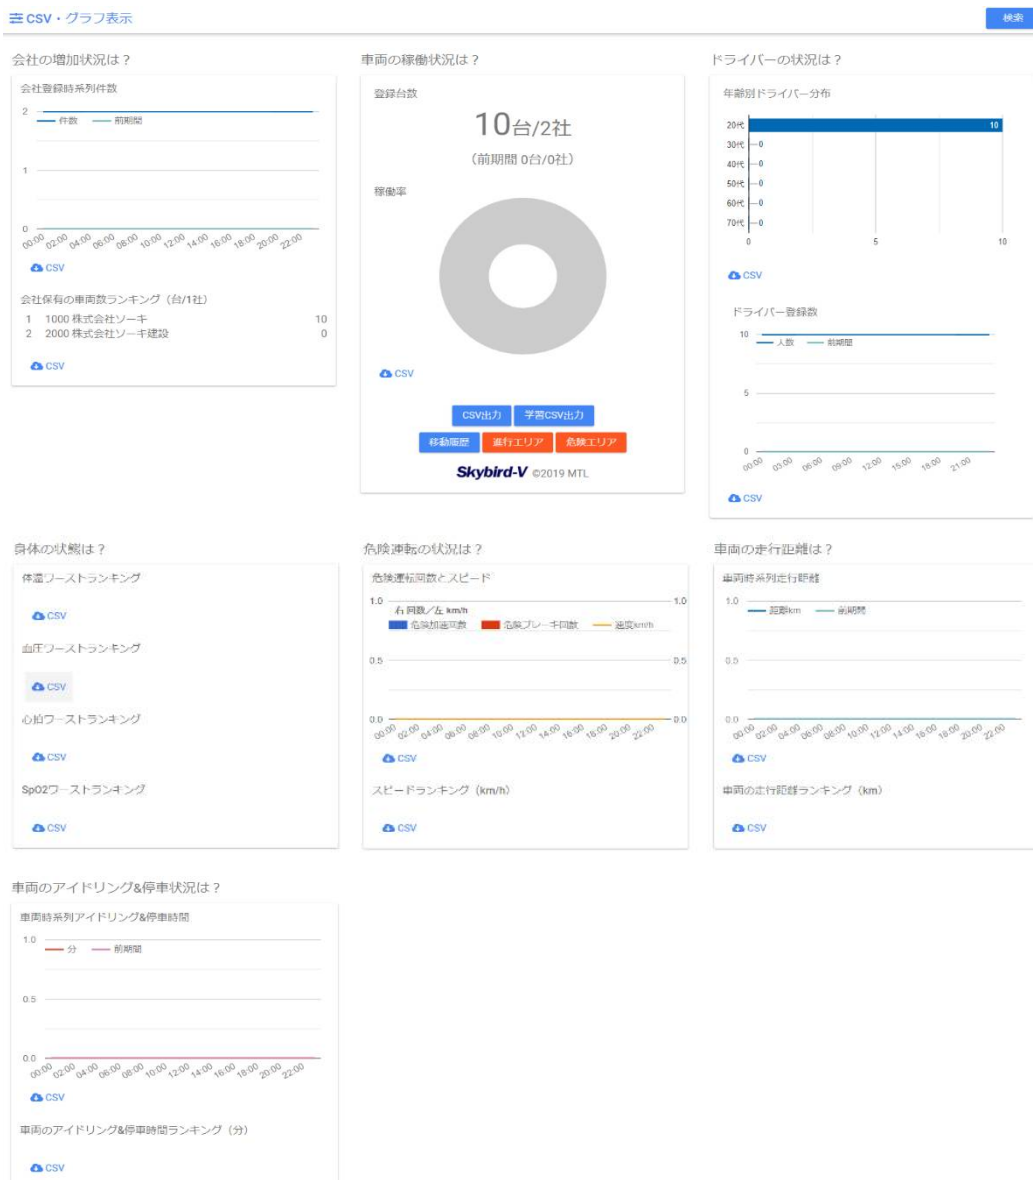 CSV・グラフ表示
検索
会社の増加状況は？
会社登録時系列件数
2
件数 前期間
1
0
00:00 02:00 04:00 06:00 08:00 10:00 12:00 14:00 16:00 18:00 20:00 22:00
CSV
会社保有の車両数ランキング（台/1社）
1 1000 株式会社ソーキ 10
2 2000 株式会社ソーキ建設 0
CSV
車両の稼働状況は？
登録台数
10台/2社
（前期間 0台/0社）
稼働率
CSV
CSV出力 学習CSV出力
移動履歴 進行エリア 危険エリア
Skybird-V ©2019 MTL
ドライバーの状況は？
年齢別ドライバー分布
20代 10
30代 0
40代 0
50代 0
60代 0
70代 0
0 5 10
CSV
ドライバー登録数
10
人数 前期間
5
0
00:00 03:00 06:00 09:00 12:00 15:00 18:00 21:00
CSV
身体の状態は？
体温ワーストランキング
CSV
血圧ワーストランキング
CSV
心拍ワーストランキング
CSV
SpO2ワーストランキング
CSV
危険運転の状況は？
危険運転回数とスピード
1.0 1.0
右 回数／左 km/h
危険加速回数 危険ブレーキ回数 速度km/h
0.5 0.5
0.0 0.0
00:00 02:00 04:00 06:00 08:00 10:00 12:00 14:00 16:00 18:00 20:00 22:00
CSV
スピードランキング（km/h）
CSV
車両の走行距離は？
車両時系列走行距離
1.0
距離km 前期間
0.5
0.0
00:00 02:00 04:00 06:00 08:00 10:00 12:00 14:00 16:00 18:00 20:00 22:00
CSV
車両の走行距離ランキング（km）
CSV
車両のアイドリング&停車状況は？
車両時系列アイドリング&停車時間
1.0
分 前期間
0.5
0.0
00:00 02:00 04:00 06:00 08:00 10:00 12:00 14:00 16:00 18:00 20:00 22:00
CSV
車両のアイドリング&停車時間ランキング（分）
CSV